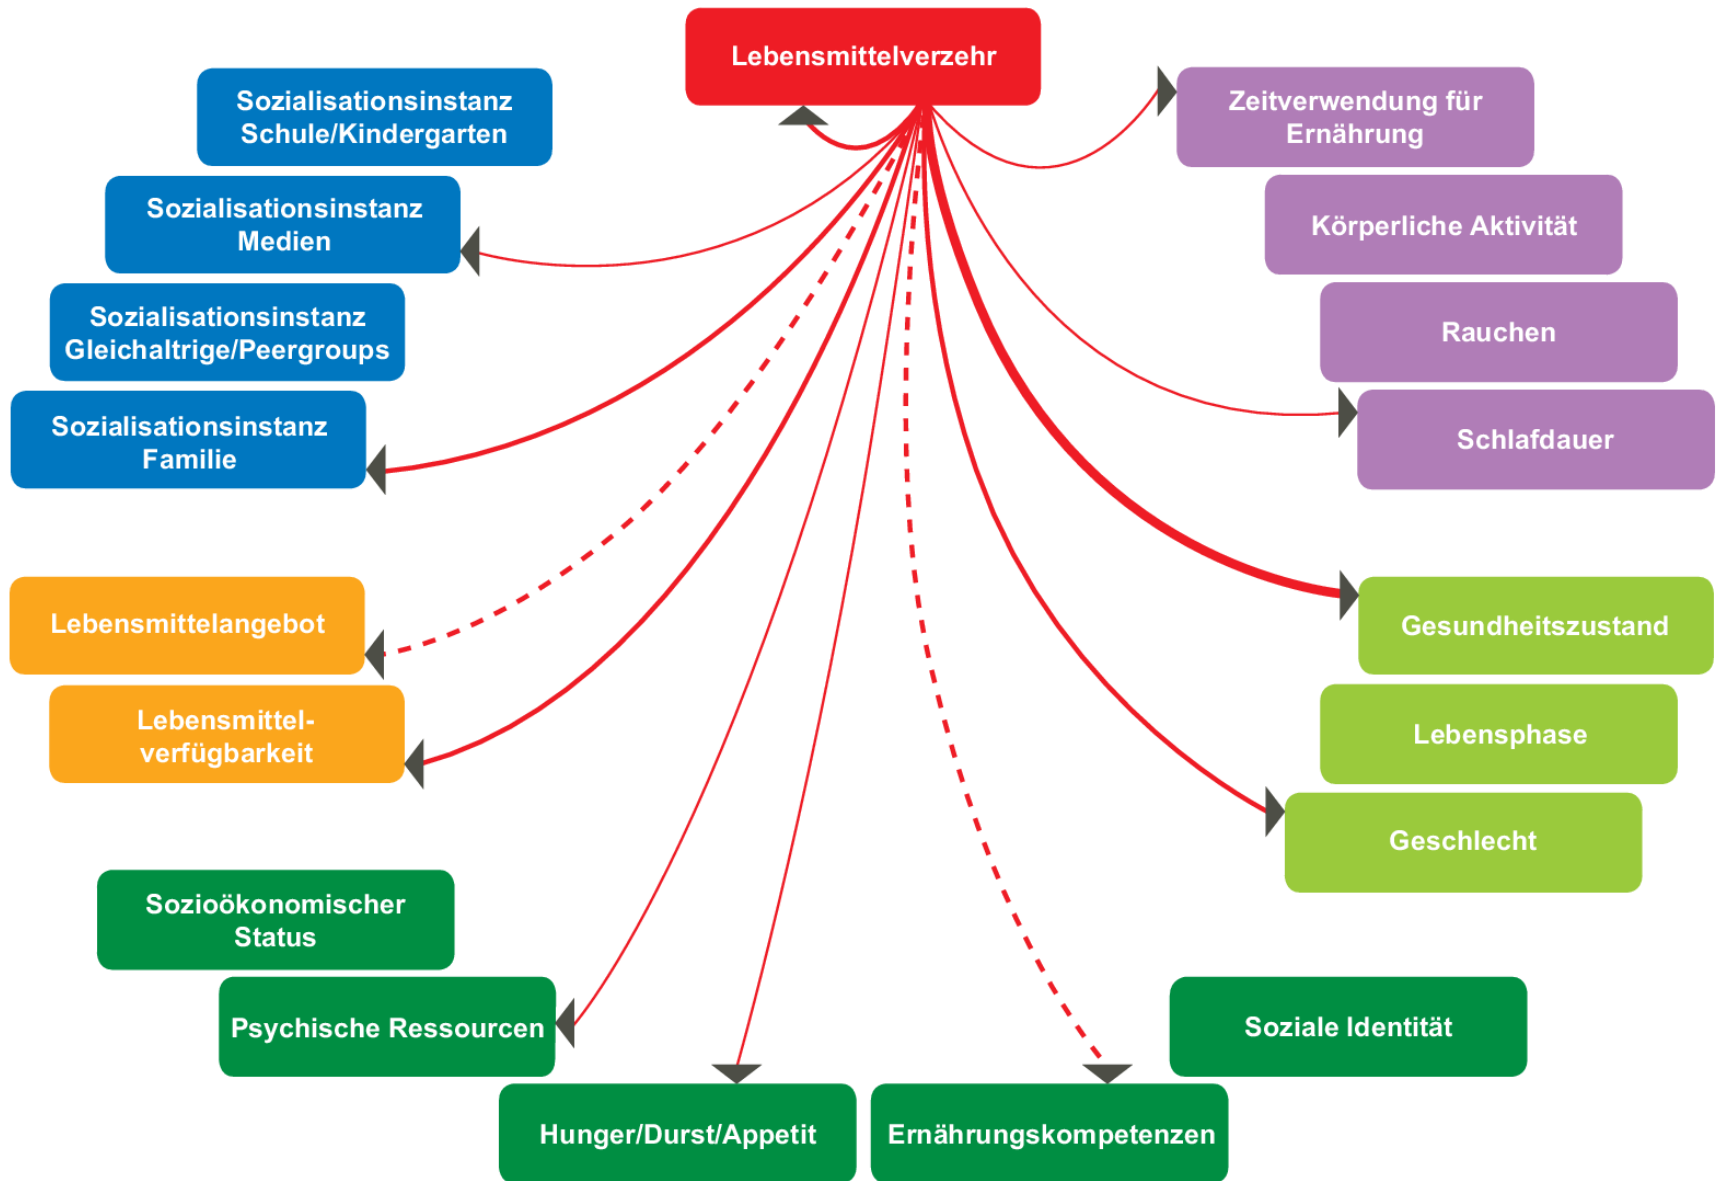 Lebensmittelverzehr
Sozialisationsinstanz
Schule/Kindergarten
Sozialisationsinstanz
Medien
Sozialisationsinstanz
Gleichaltrige/Peergroups
Sozialisationsinstanz
Familie
Lebensmittelangebot
Lebensmittel-
verfügbarkeit
Sozioökonomischer
Status
Psychische Ressourcen
Hunger/Durst/Appetit
Ernährungskompetenzen
Soziale Identität
Geschlecht
Lebensphase
Gesundheitszustand
Schlafdauer
Rauchen
Körperliche Aktivität
Zeitverwendung für
Ernährung